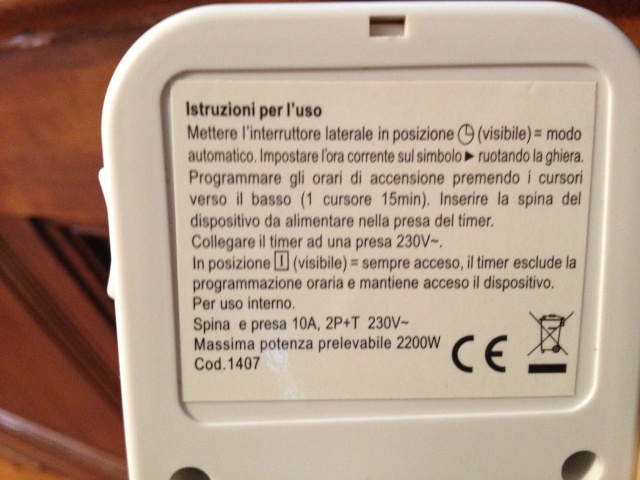 Istruzioni per l'uso
Mettere l'interruttore laterale in posizione (visibile) = modo
automatico. Impostare l'ora corrente sul simbolo ► ruotando la ghiera.
Programmare gli orari di accensione premendo i cursori
verso il basso (1 cursore 15min). Inserire la spina del
dispositivo da alimentare nella presa del timer.
Collegare il timer ad una presa 230V~.
In posizione I (visibile) = sempre acceso, il timer esclude la
programmazione oraria e mantiene acceso il dispositivo.
Per uso interno.
Spina e presa 10A, 2P+T 230V~
Massima potenza prelevabile 2200W
Cod.1407
CE